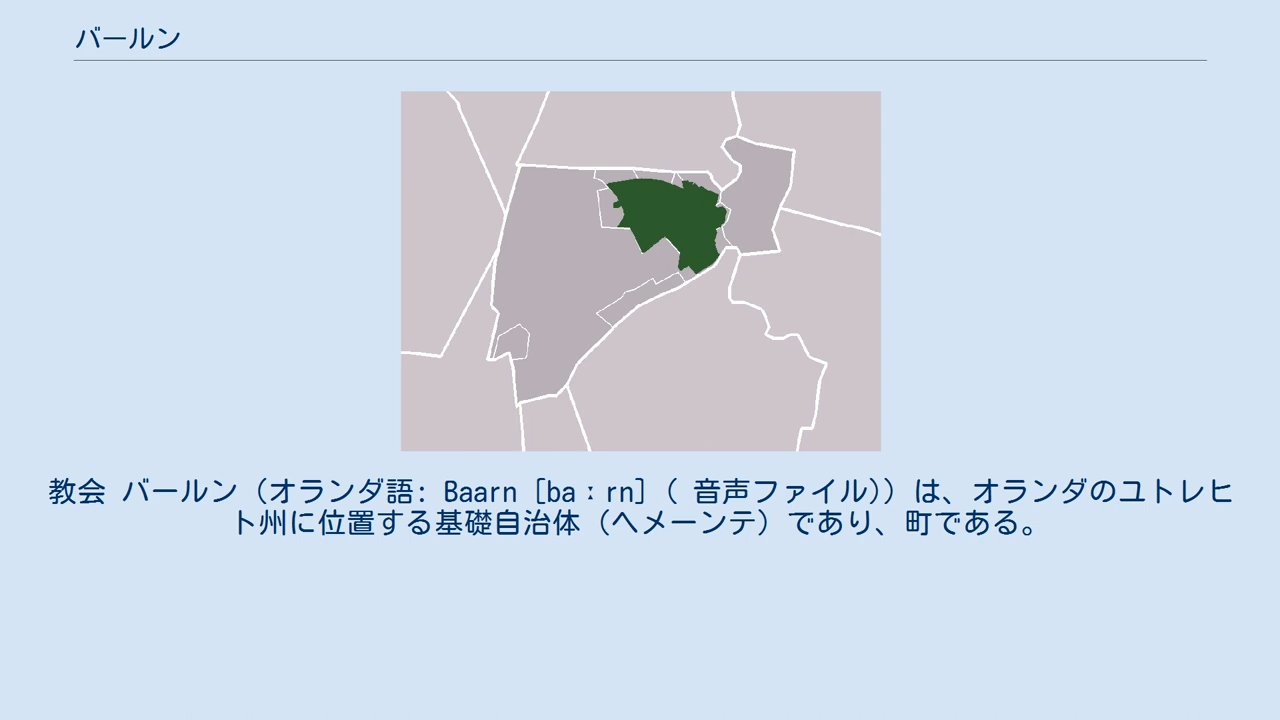 バールン
教会 バールン（オランダ語: Baarn [baːrn] ( 音声ファイル)）は、オランダのユトレヒ
ト州に位置する基礎自治体（ヘメーンテ）であり、町である。